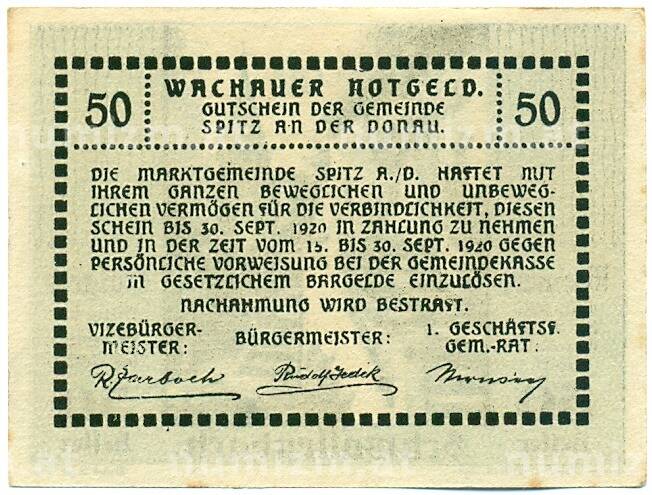 50
WACHAUER NOTGELD.
50
GUTSCHEIN DER GEMEINDE
SPITZ AN DER DONAU.
DIE MARKTGEMEINDE SPITZ A./D. HAFTET MIT
IHREM GANZEN BEWEGLICHEN UND UNBEWEG-
LICHEN VERMÖGEN FÜR DIE VERBINDLICHKEIT, DIESEN
SCHEIN BIS 30. SEPT. 1920 IN ZAHLUNG ZU NEHMEN
UND IN DER ZEIT VOM 15. BIS 30. SEPT. 1920 GEGEN
PERSÖNLICHE VORWEISUNG BEI DER GEMEINDEKASSE
IN GESETZLICHEM BARGELDE EINZULÖSEN.
NACHAHMUNG WIRD BESTRAFT.
VIZEBÜRGER-
MEISTER:
BÜRGERMEISTER:
1. GESCHÄFTSF.
GEM.-RAT:
Rudolf Jedek